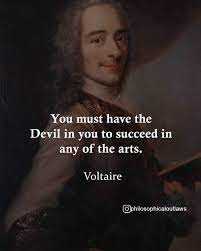 You must have the
Devil in you to succeed in
any of the arts.
Voltaire
philosophicaloutlaws